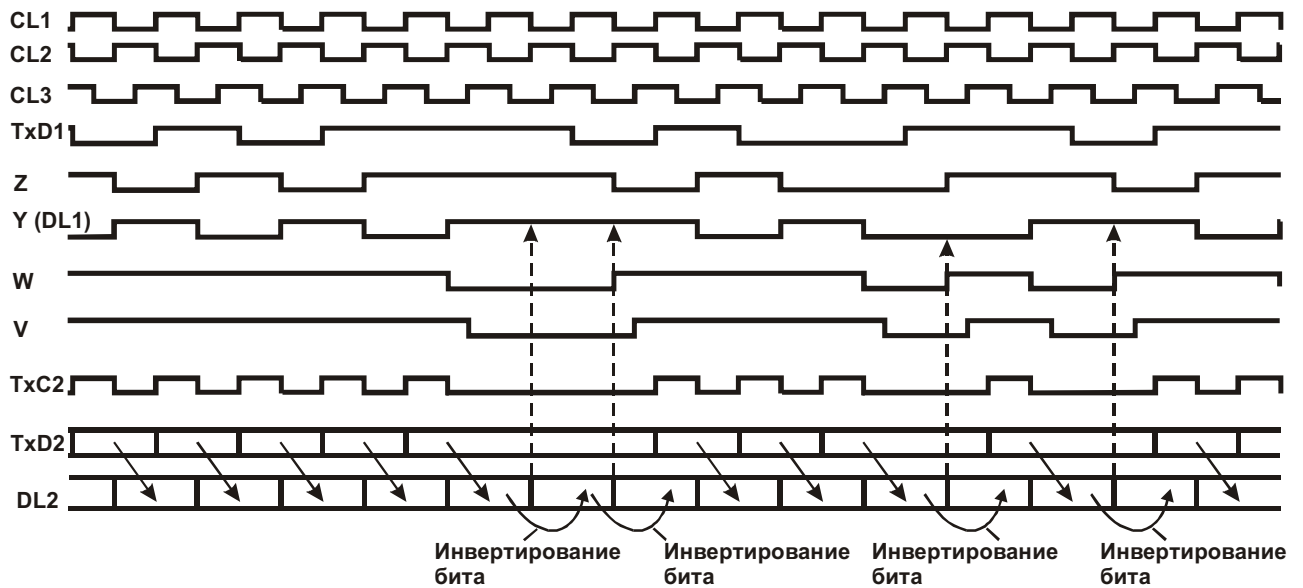 CL1
CL2
CL3
TxD1
Z
Y (DL1)
W
V
TxC2
TxD2
DL2
Инвертирование бита
Инвертирование бита
Инвертирование бита
Инвертирование бита